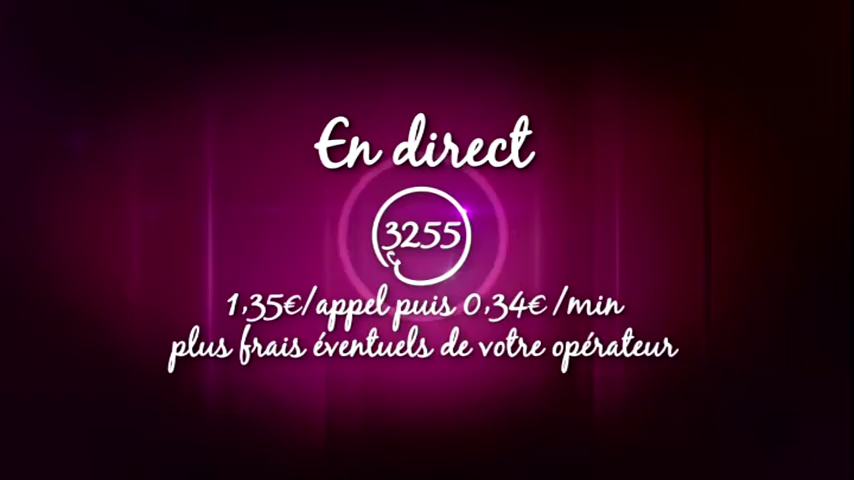 En direct
3255
1,35€/appel puis 0,34€/min
plus frais éventuels de votre opérateur